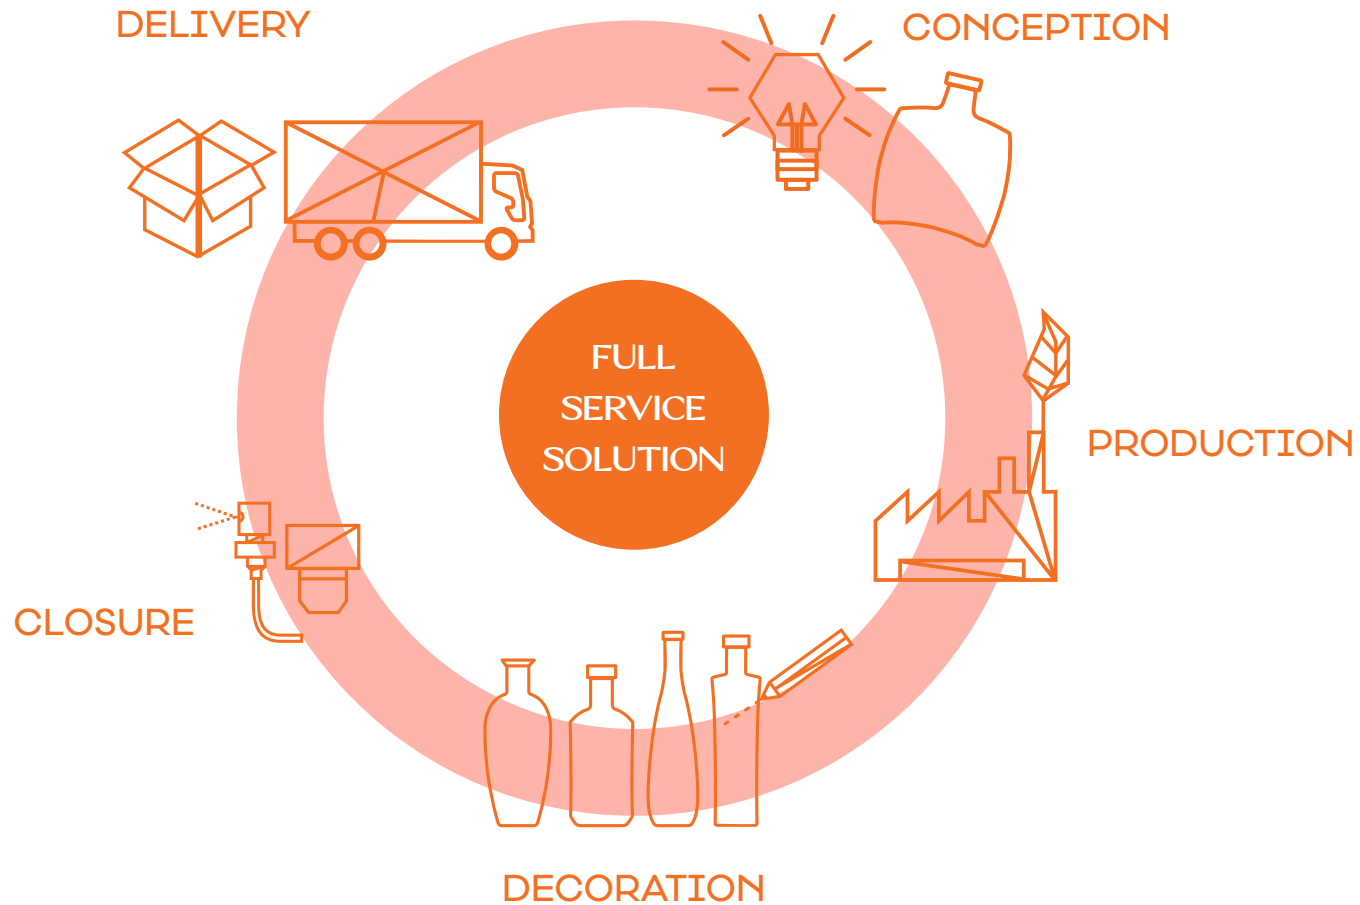 DELIVERY
CONCEPTION
FULL
SERVICE
SOLUTION
PRODUCTION
CLOSURE
DECORATION